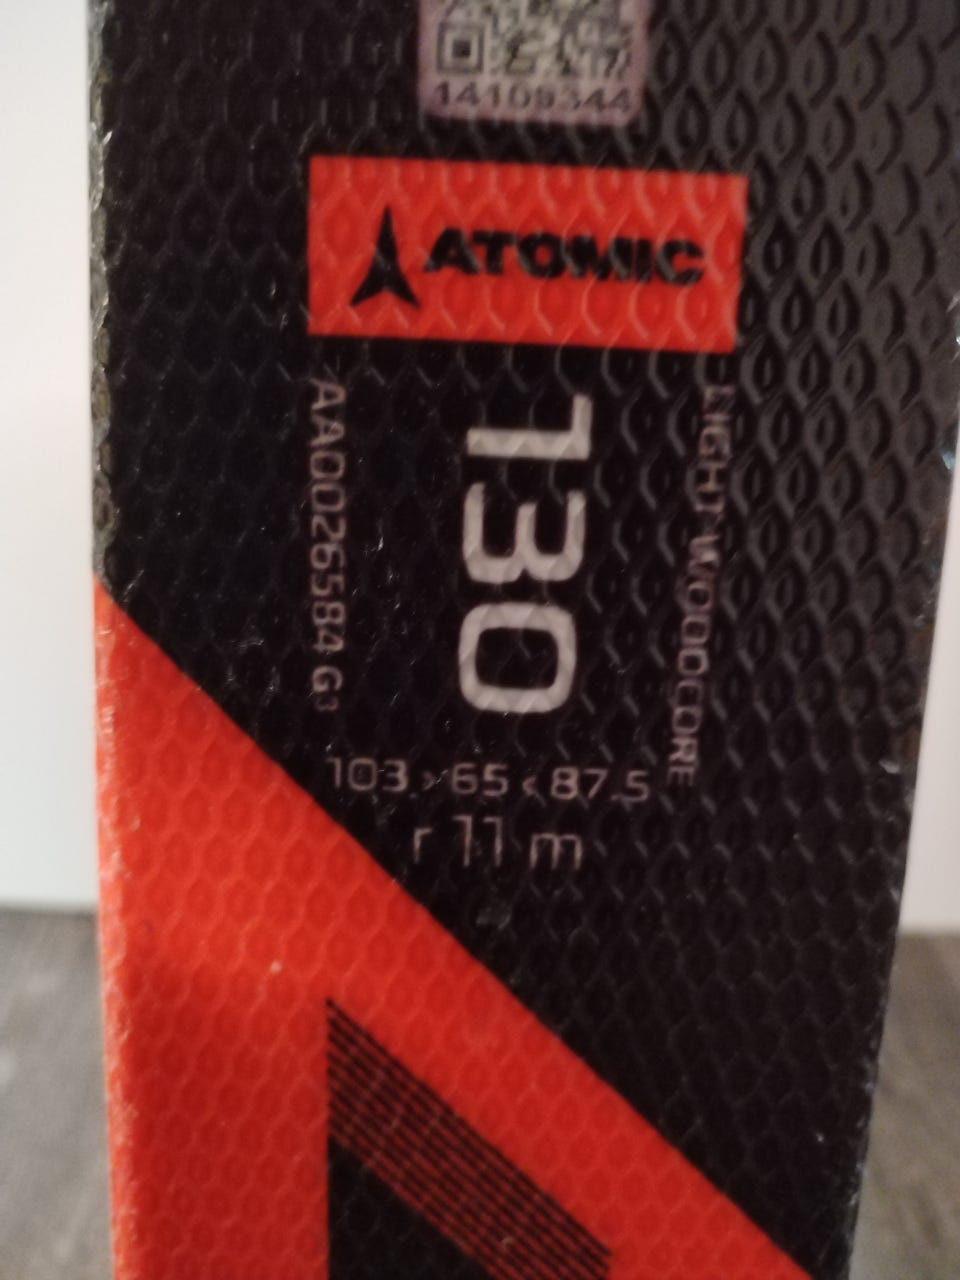 14109344
ATOMIC
LIGHT WOODCORE
130
AA0026584 G3
103 > 65 < 87.5
r 11 m